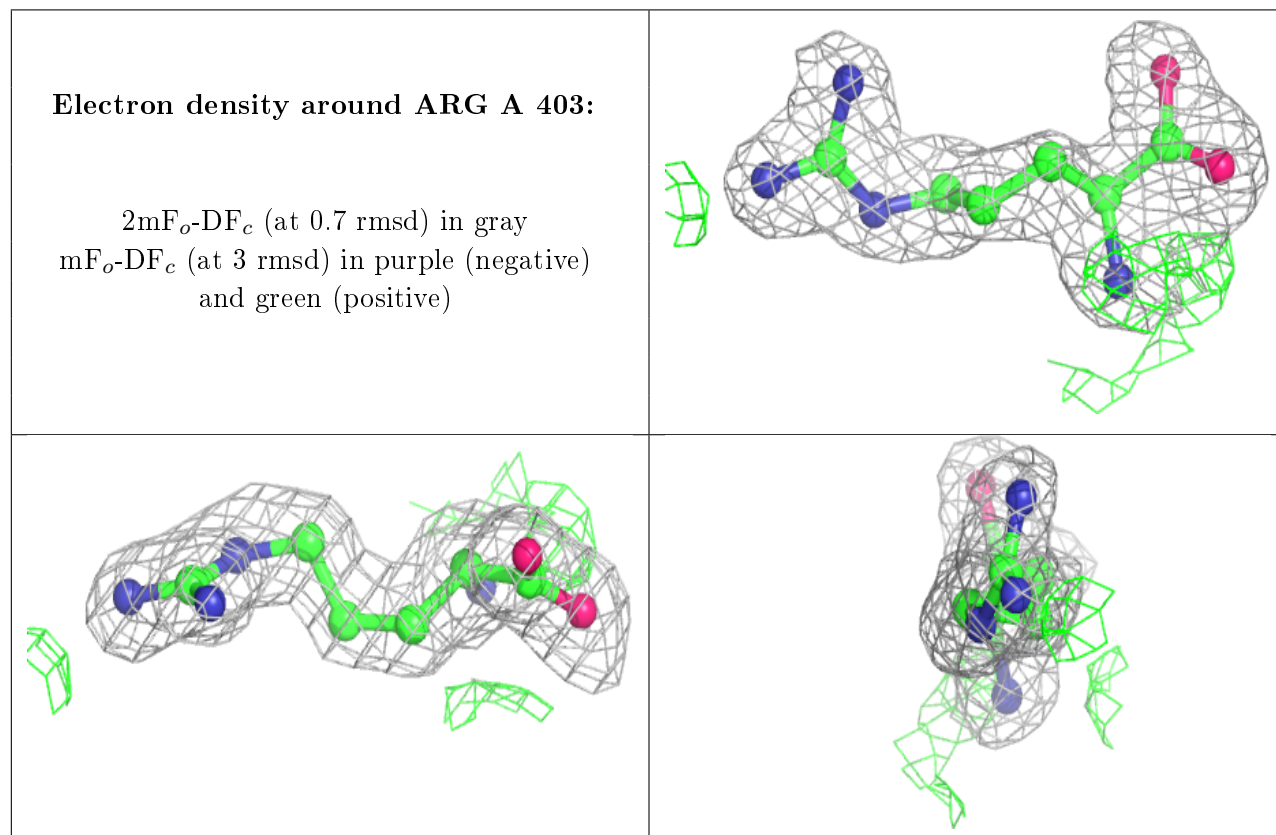 Electron density around ARG A 403:
2mFₒ-DF𝒸 (at 0.7 rmsd) in gray
mFₒ-DF𝒸 (at 3 rmsd) in purple (negative)
and green (positive)